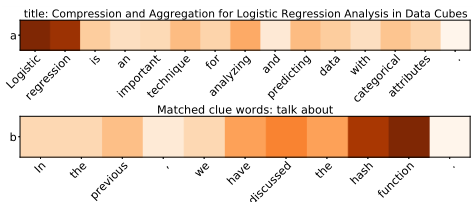 title: Compression and Aggregation for Logistic Regression Analysis in Data Cubes
a
Logistic regression is an important technique for analyzing and predicting data with categorical attributes .
Matched clue words: talk about
b
In the previous , we have discussed the hash function .